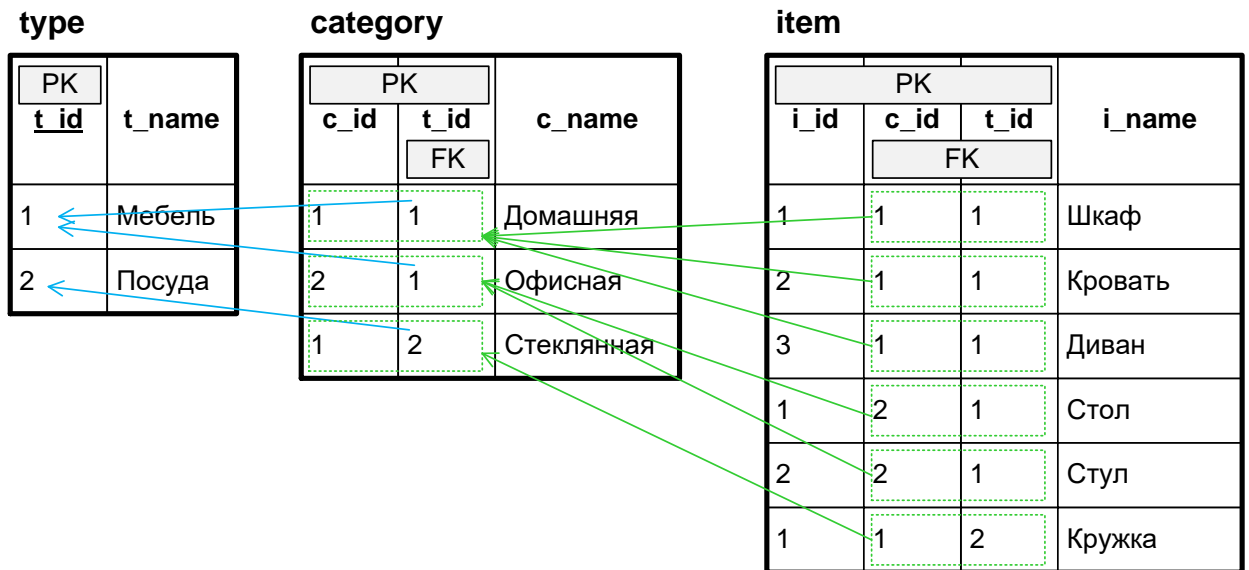 type category item
PK PK PK
t_id t_name c_id t_id c_name i_id c_id t_id i_name
FK FK
1 Мебель 1 1 Домашняя 1 1 1 Шкаф
2 Посуда 2 1 Офисная 2 1 1 Кровать
1 2 Стеклянная 3 1 1 Диван
1 2 1 Стол
2 2 1 Стул
1 1 2 Кружка